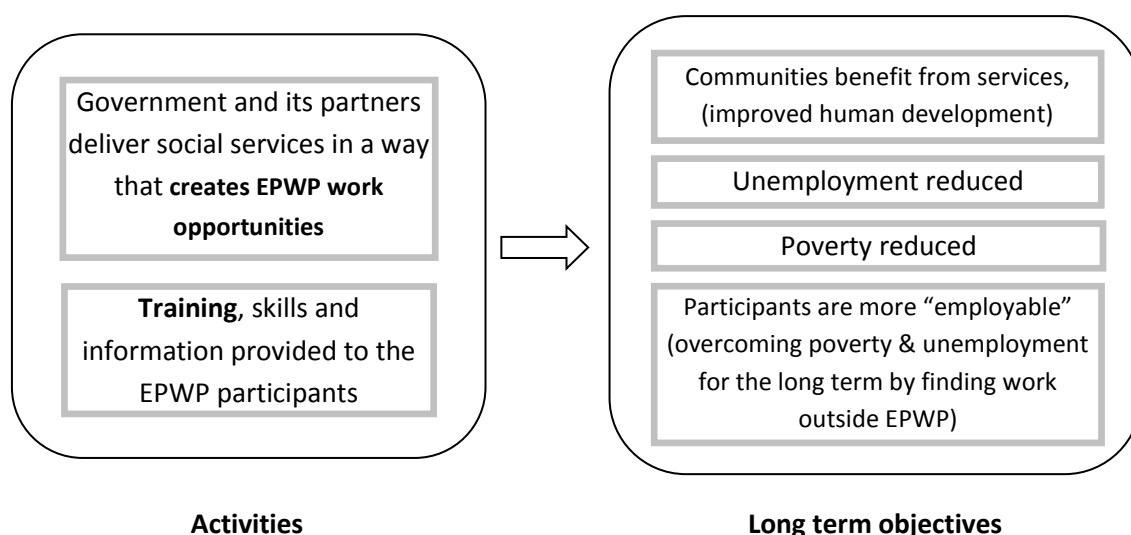 Government and its partners
deliver social services in a way
that creates EPWP work
opportunities
Training, skills and
information provided to the
EPWP participants
Activities
Communities benefit from services,
(improved human development)
Unemployment reduced
Poverty reduced
Participants are more “employable”
(overcoming poverty & unemployment
for the long term by finding work
outside EPWP)
Long term objectives